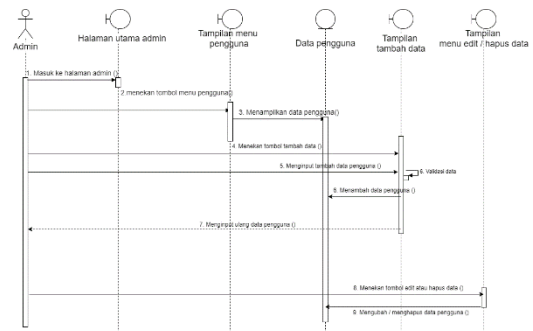 Admin
Halaman utama admin
Tampilan menu
pengguna
Data pengguna
Tampilan
tambah data
Tampilan
menu edit / hapus data
1. Masuk ke halaman admin ()
2 menekan tombol menu pengguna()
3. Menampilkan data pengguna()
4 Menekan tombol tambah data ()
5. Menginput tambah data pengguna ()
6. Validasi data
6. Menambah data pengguna ()
7. Menginput ulang data pengguna ()
8. Menekan tombol edit atau hapus data ()
9. Mengubah / menghapus data pengguna ()